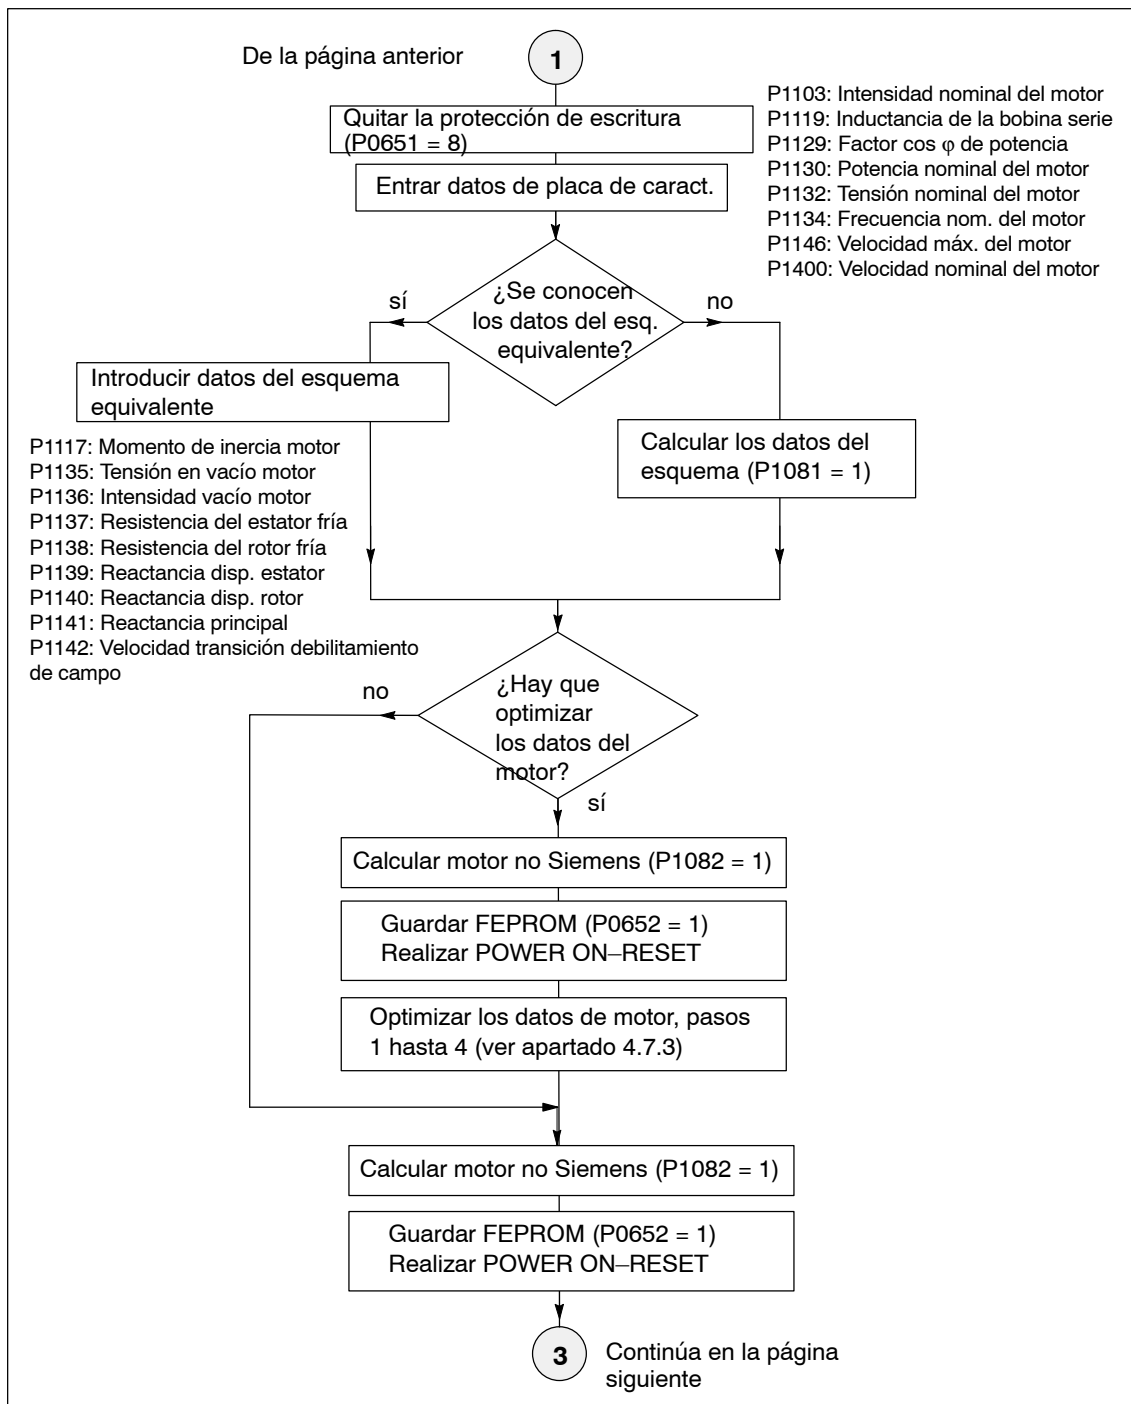 De la página anterior
1
Quitar la protección de escritura
(P0651 = 8)
Entrar datos de placa de caract.
P1103: Intensidad nominal del motor
P1119: Inductancia de la bobina serie
P1129: Factor cos φ de potencia
P1130: Potencia nominal del motor
P1132: Tensión nominal del motor
P1134: Frecuencia nom. del motor
P1146: Velocidad máx. del motor
P1400: Velocidad nominal del motor
¿Se conocen
los datos del esq.
equivalente?
sí
no
Introducir datos del esquema
equivalente
P1117: Momento de inercia motor
P1135: Tensión en vacío motor
P1136: Intensidad vacío motor
P1137: Resistencia del estator fría
P1138: Resistencia del rotor fría
P1139: Reactancia disp. estator
P1140: Reactancia disp. rotor
P1141: Reactancia principal
P1142: Velocidad transición debilitamiento
de campo
Calcular los datos del
esquema (P1081 = 1)
¿Hay que
optimizar
los datos del
motor?
no
sí
Calcular motor no Siemens (P1082 = 1)
Guardar FEPROM (P0652 = 1)
Realizar POWER ON–RESET
Optimizar los datos de motor, pasos
1 hasta 4 (ver apartado 4.7.3)
Calcular motor no Siemens (P1082 = 1)
Guardar FEPROM (P0652 = 1)
Realizar POWER ON–RESET
3
Continúa en la página
siguiente